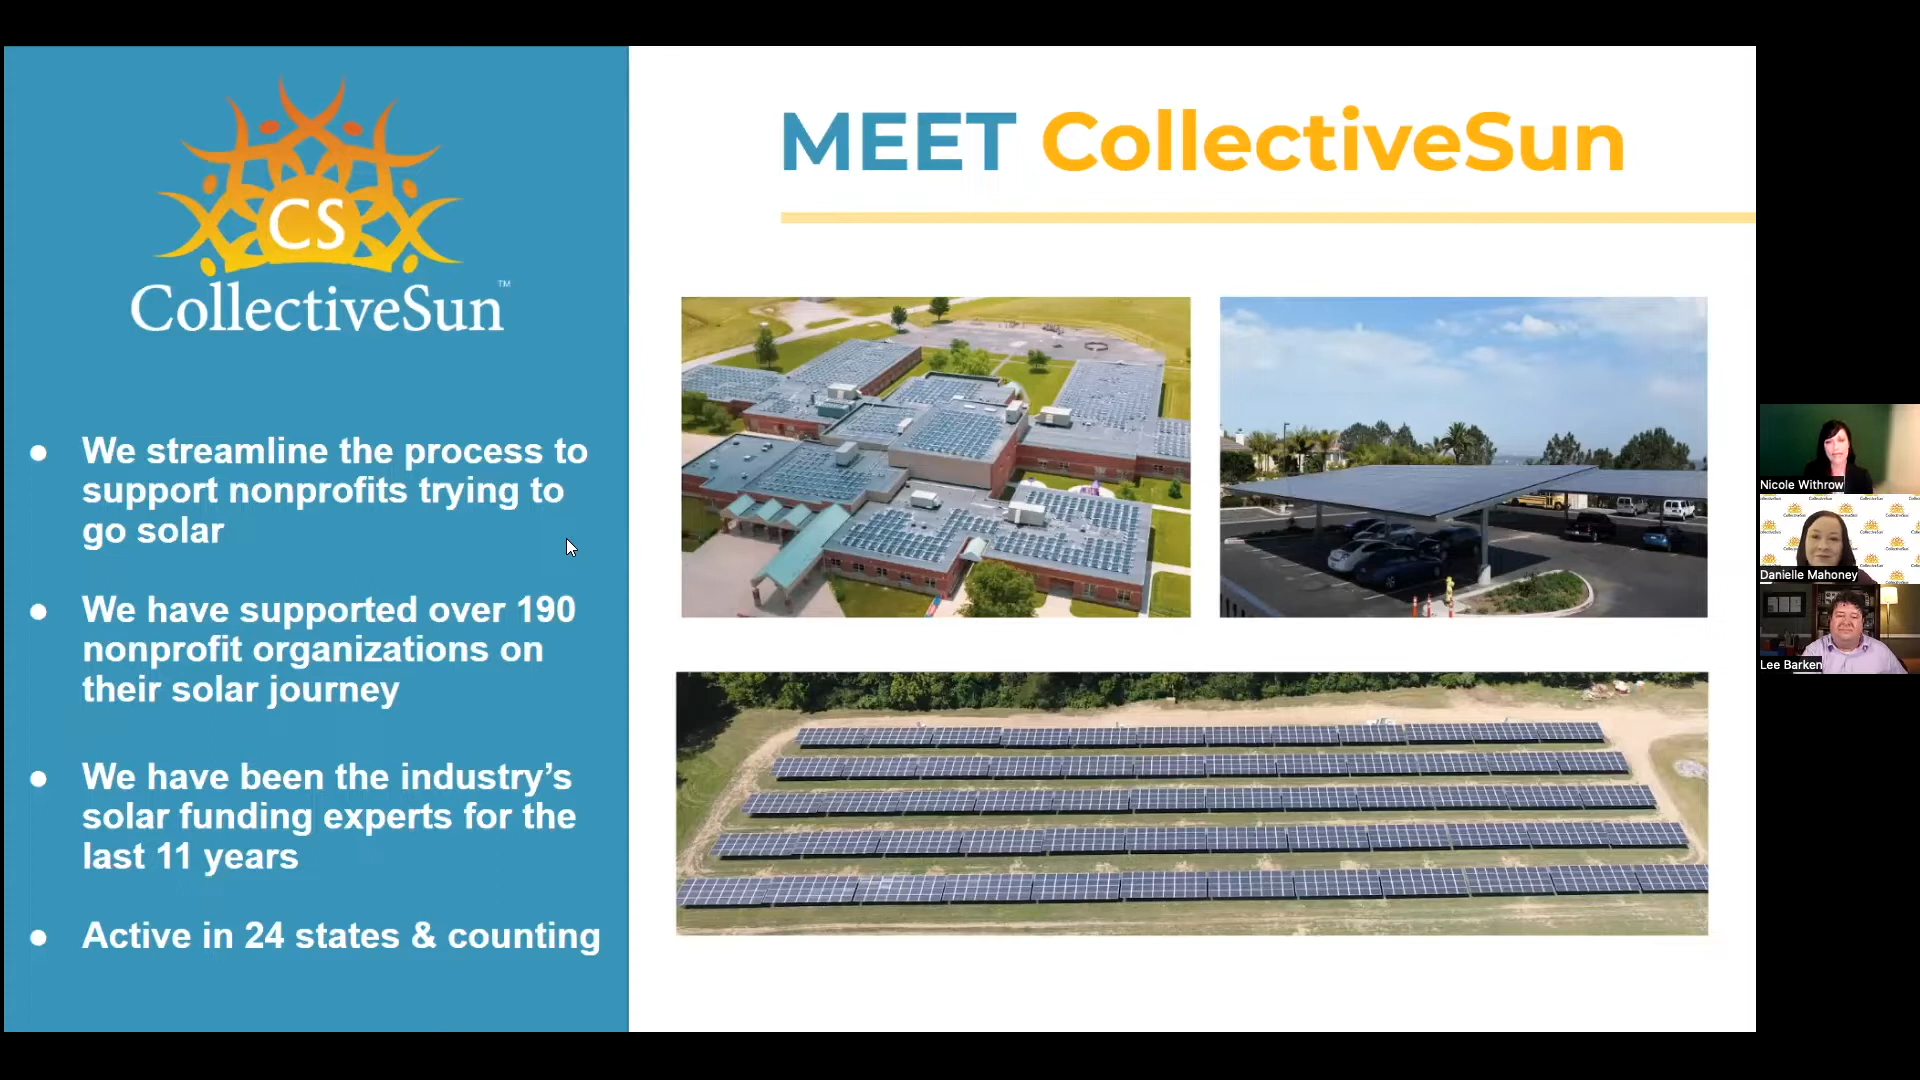 CS
CollectiveSun™
• We streamline the process to
support nonprofits trying to
go solar
• We have supported over 190
nonprofit organizations on
their solar journey
• We have been the industry’s
solar funding experts for the
last 11 years
• Active in 24 states & counting
MEET CollectiveSun
Nicole Withrow
Danielle Mahoney
Lee Barken